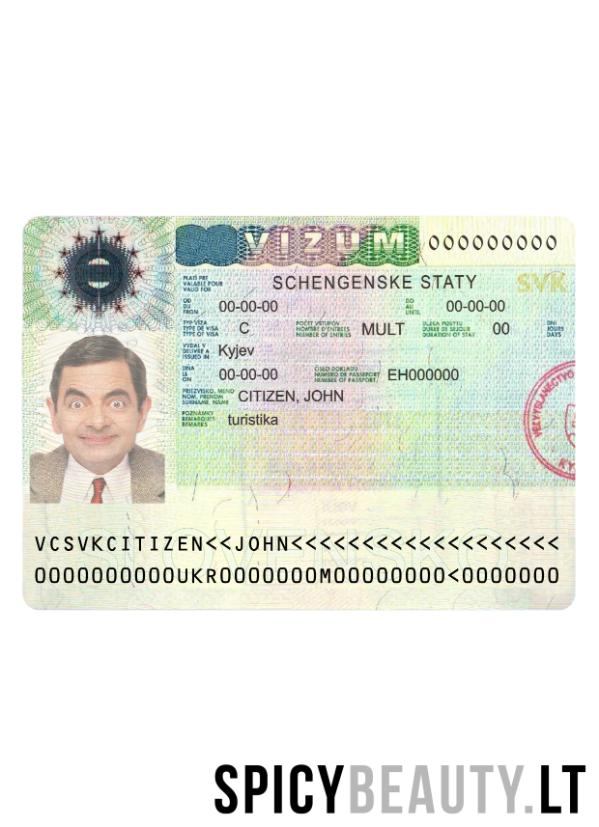 VIZUM 000000000
PLATÍ PRE
VALABLE POUR
VALID FOR
SCHENGENSKE STATY SVK
OD
DU
FROM
00-00-00
DO
AU
UNTIL
00-00-00
TYP VÍZA
TYPE DE VISA
TYPE OF VISA
C
POČET VSTUPOV
NOMBRE D'ENTRÉES
NUMBER OF ENTRIES
MULT
DĹŽKA POBYTU
DURÉE DE SÉJOUR
DURATION OF STAY
00
DNI
JOURS
DAYS
VYDAL V
DÉLIVRÉ À
ISSUED IN
Kyjev
DŇA
LE
ON
00-00-00
ČÍSLO DOKLADU
NUMÉRO DE PASSEPORT
NUMBER OF PASSPORT
EH000000
PRIEZVISKO, MENO
NOM, PRÉNOM
SURNAME, NAME
CITIZEN, JOHN
POZNÁMKY
REMARQUES
REMARKS
turistika
VCSVKCITIZEN<<JOHN<<<<<<<<<<<<<<<<<<<
0000000000UKR0000000M00000000<0000000
SPICYBEAUTY.LT